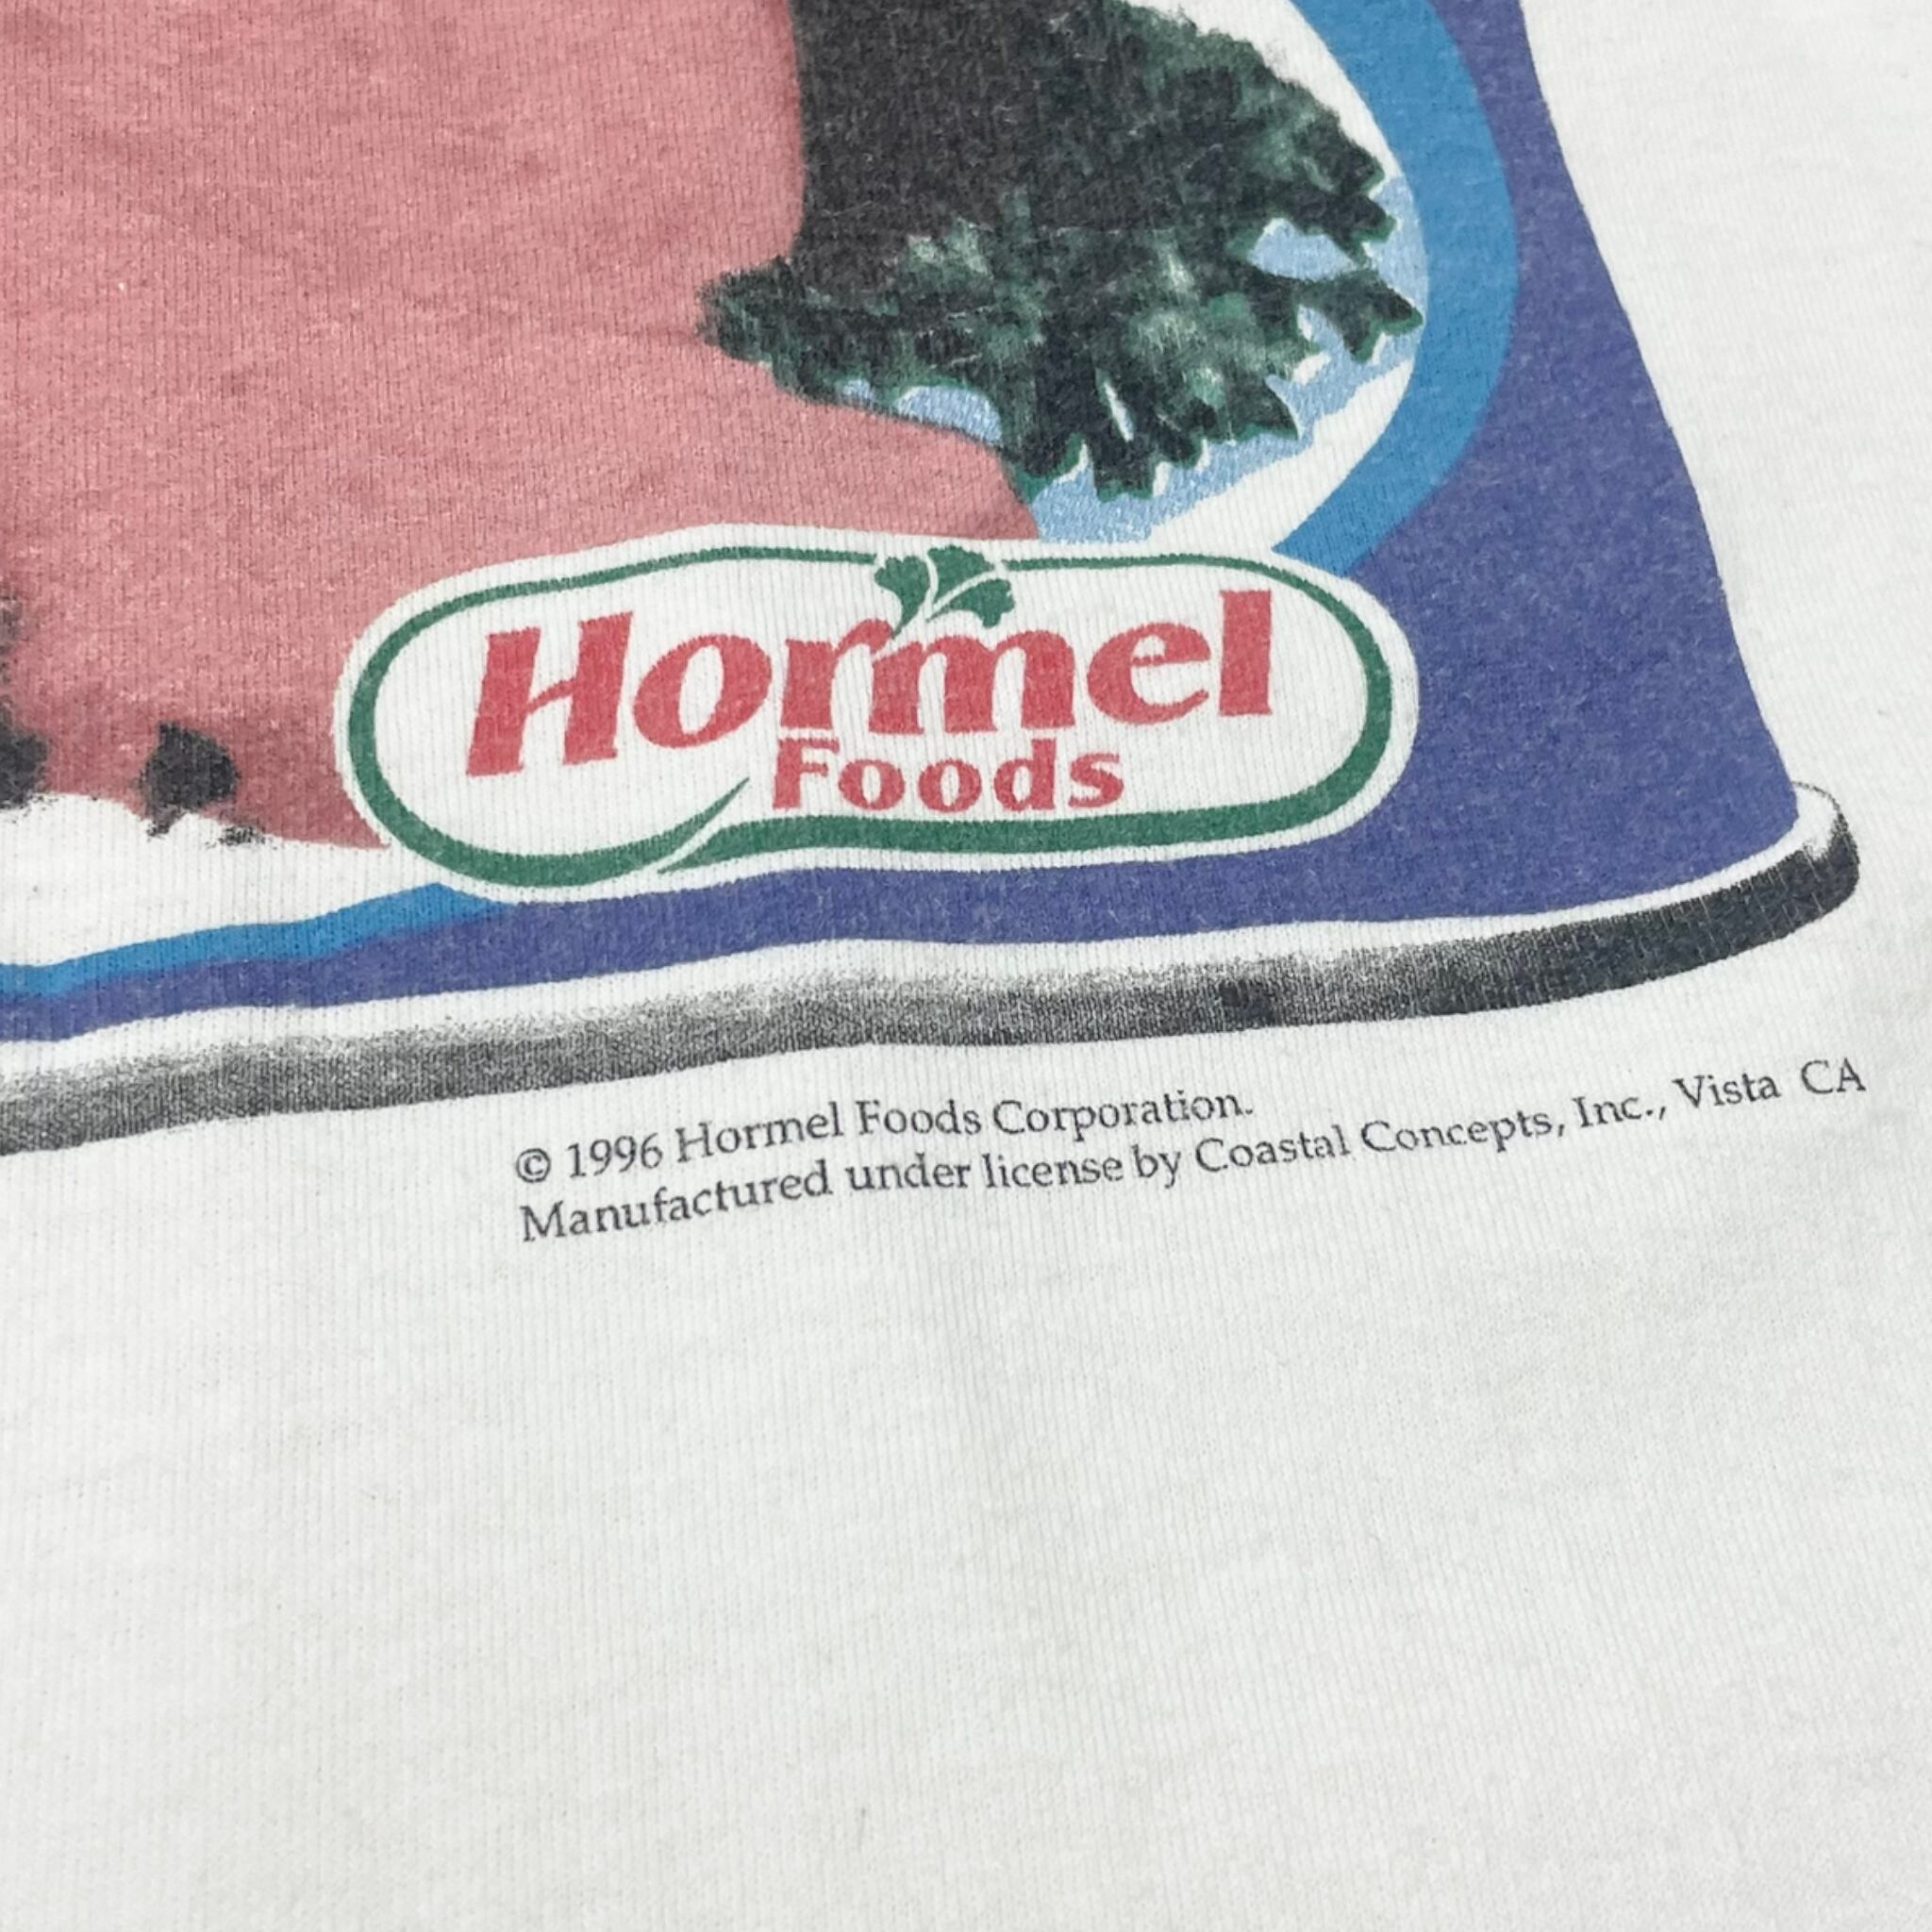 Hormel
Foods
© 1996 Hormel Foods Corporation.
Manufactured under license by Coastal Concepts, Inc., Vista CA